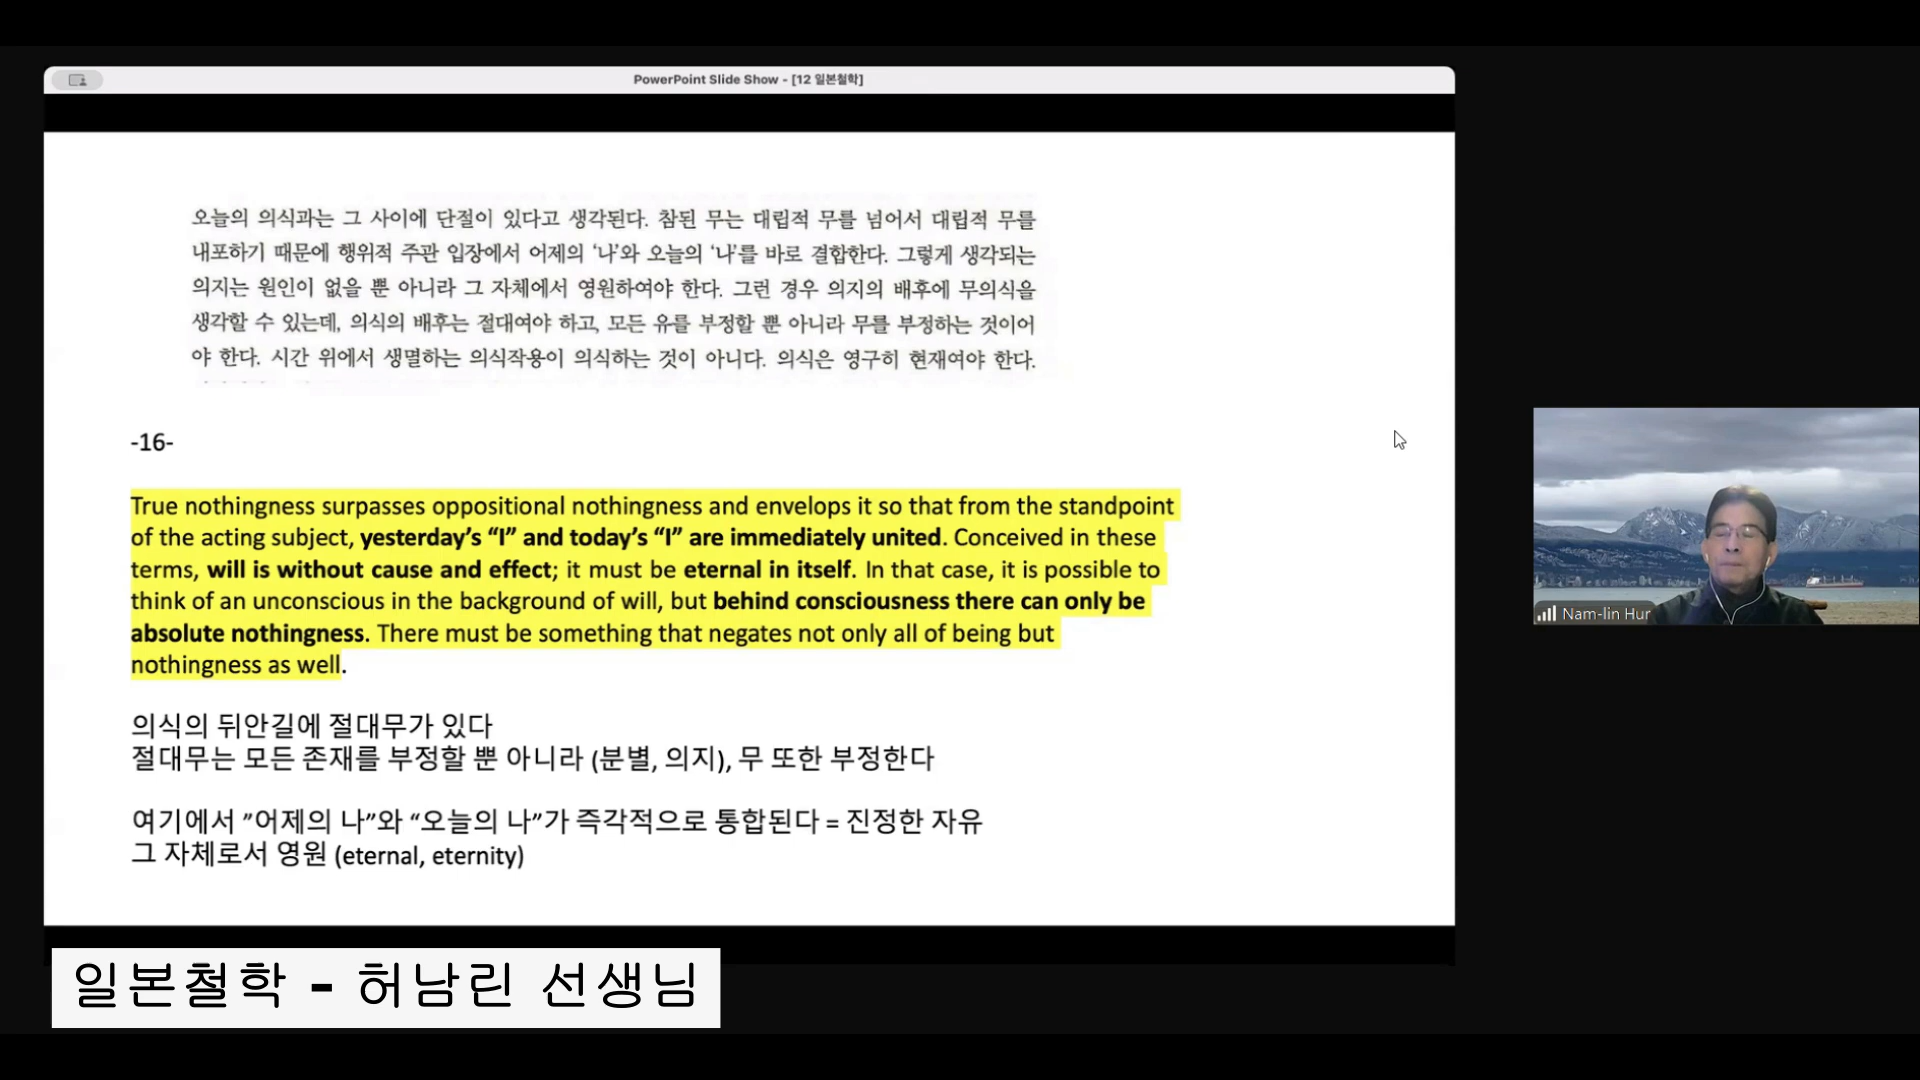 PowerPoint Slide Show - [12 일본철학]
오늘의 의식과는 그 사이에 단절이 있다고 생각된다. 참된 무는 대립적 무를 넘어서 대립적 무를
내포하기 때문에 행위적 주관 입장에서 어제의 ‘나’와 오늘의 ‘나’를 바로 결합한다. 그렇게 생각되는
의지는 원인이 없을 뿐 아니라 그 자체에서 영원하여야 한다. 그런 경우 의지의 배후에 무의식을
생각할 수 있는데, 의식의 배후는 절대여야 하고, 모든 유를 부정할 뿐 아니라 무를 부정하는 것이어
야 한다. 시간 위에서 생멸하는 의식작용이 의식하는 것이 아니다. 의식은 영구히 현재여야 한다.
-16-
True nothingness surpasses oppositional nothingness and envelops it so that from the standpoint
of the acting subject, yesterday’s “I” and today’s “I” are immediately united. Conceived in these
terms, will is without cause and effect; it must be eternal in itself. In that case, it is possible to
think of an unconscious in the background of will, but behind consciousness there can only be
absolute nothingness. There must be something that negates not only all of being but
nothingness as well.
의식의 뒤안길에 절대무가 있다
절대무는 모든 존재를 부정할 뿐 아니라 (분별, 의지), 무 또한 부정한다
여기에서 ”어제의 나”와 “오늘의 나”가 즉각적으로 통합된다 = 진정한 자유
그 자체로서 영원 (eternal, eternity)
Nam-lin Hur
일본철학 - 허남린 선생님